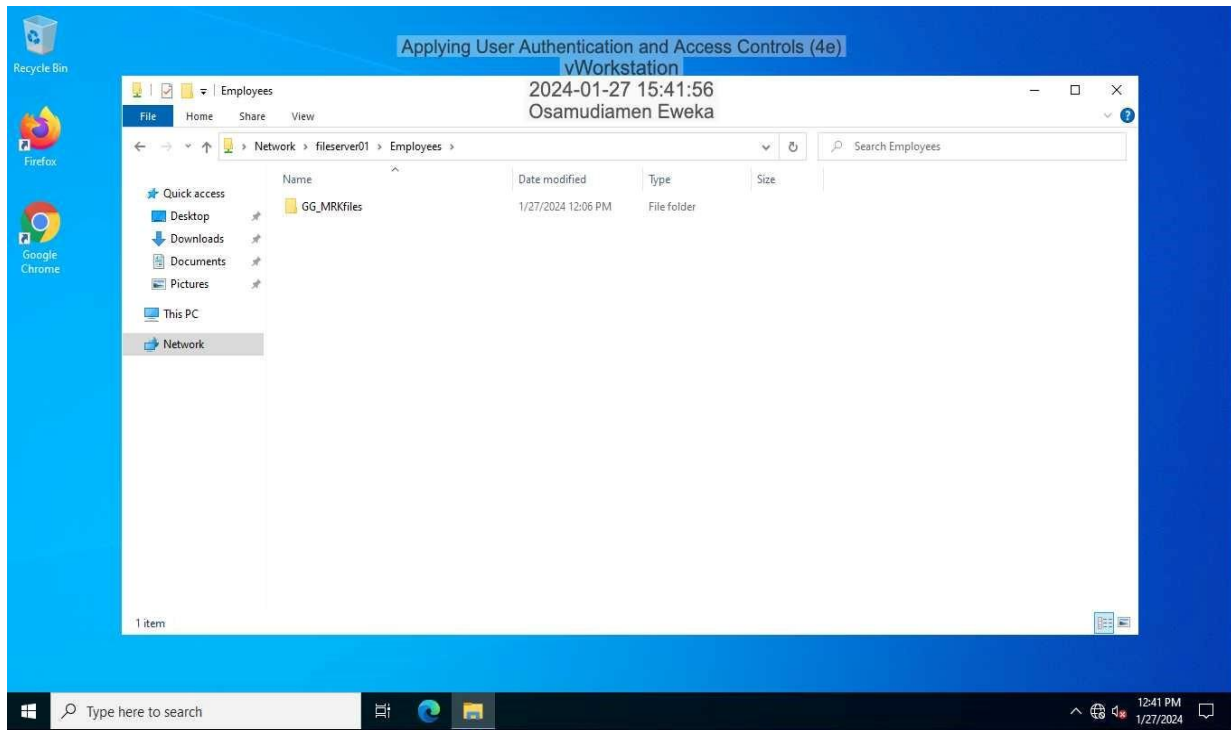 Recycle Bin
Applying User Authentication and Access Controls (4e)
vWorkstation
2024-01-27 15:41:56
Osamudiamen Eweka
Employees
File Home Share View
Network › fileserver01 › Employees ›
Search Employees
Firefox
Name Date modified Type Size
Quick access
GG_MRKfiles 1/27/2024 12:06 PM File folder
Desktop
Downloads
Documents
Pictures
This PC
Network
Google
Chrome
1 item
Type here to search
12:41 PM
1/27/2024